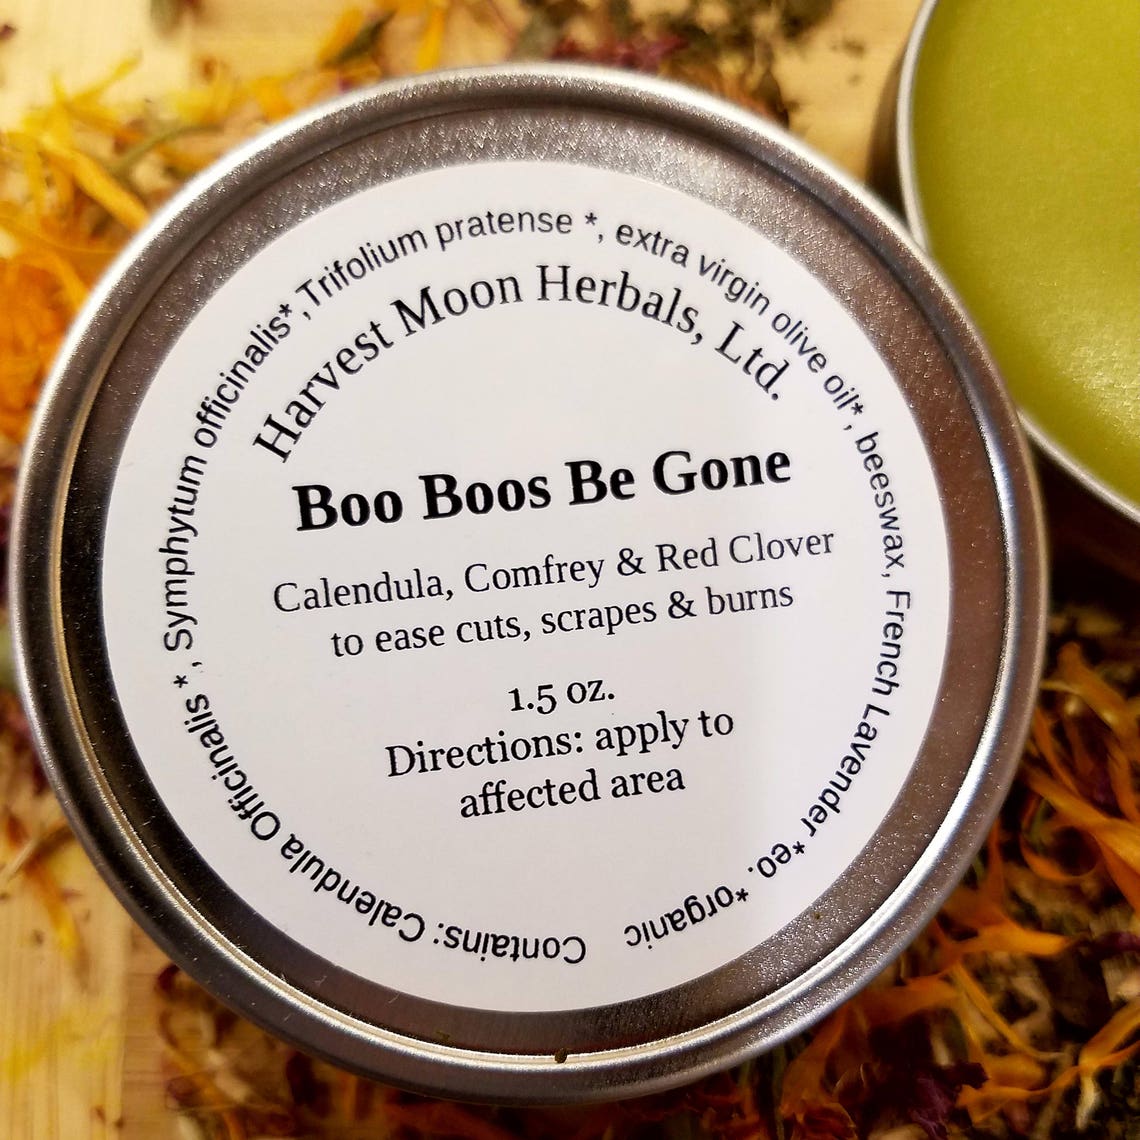 Harvest Moon Herbals, Ltd.
Boo Boos Be Gone
Calendula, Comfrey & Red Clover
to ease cuts, scrapes & burns
1.5 oz.
Directions: apply to
affected area
Contains: Calendula Officinalis *, Symphytum officinalis*, Trifolium pratense *, extra virgin olive oil*, beeswax, French Lavender *eo. *organic